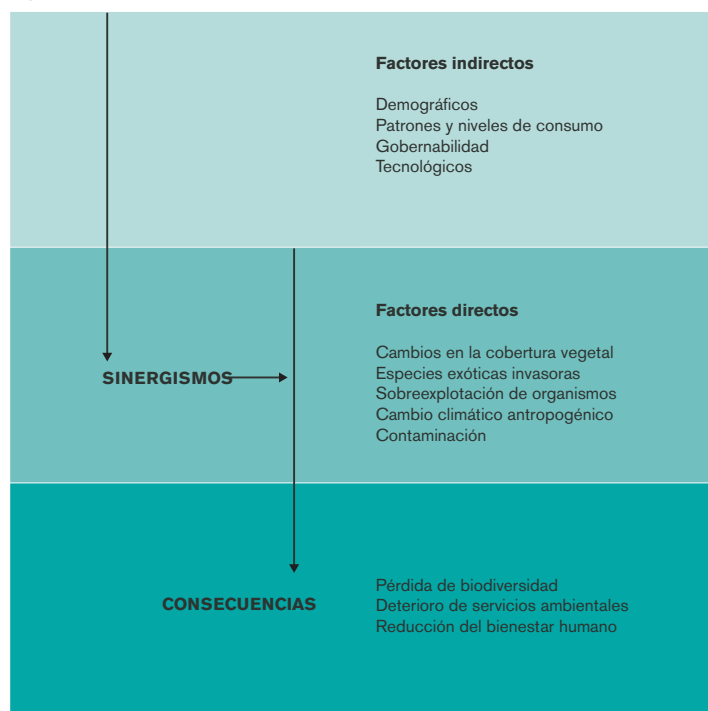 Factores indirectos
Demográficos
Patrones y niveles de consumo
Gobernabilidad
Tecnológicos
Factores directos
Cambios en la cobertura vegetal
SINERGISMOS
Especies exóticas invasoras
Sobreexplotación de organismos
Cambio climático antropogénico
Contaminación
CONSECUENCIAS
Pérdida de biodiversidad
Deterioro de servicios ambientales
Reducción del bienestar humano